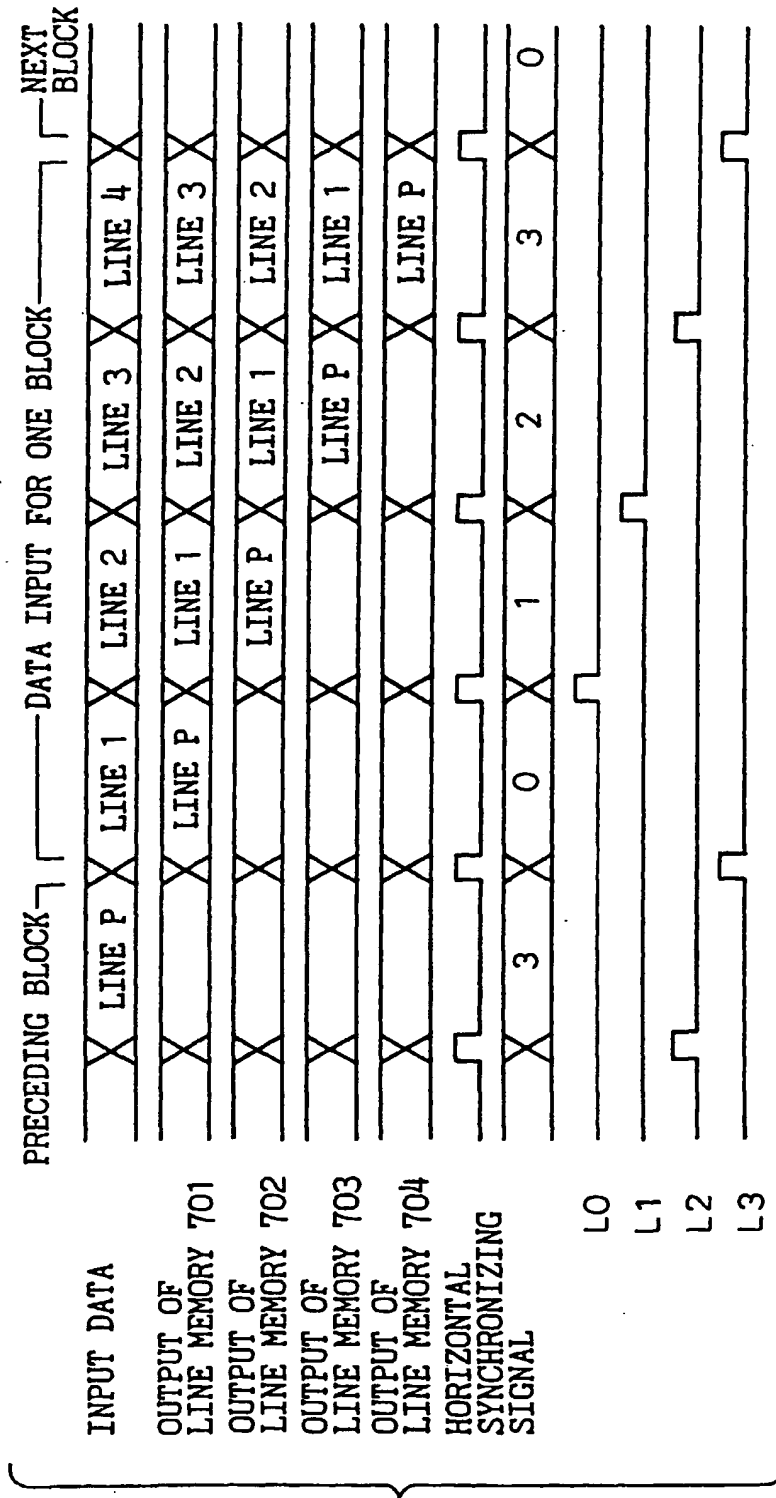 PRECEDING BLOCK
DATA INPUT FOR ONE BLOCK
NEXT
BLOCK
INPUT DATA
LINE P
LINE 1
LINE 2
LINE 3
LINE 4
OUTPUT OF
LINE MEMORY 701
LINE P
LINE 1
LINE 2
LINE 3
OUTPUT OF
LINE MEMORY 702
LINE P
LINE 1
LINE 2
OUTPUT OF
LINE MEMORY 703
LINE P
LINE 1
OUTPUT OF
LINE MEMORY 704
LINE P
HORIZONTAL
SYNCHRONIZING
SIGNAL
3
0
1
2
3
0
L0
L1
L2
L3